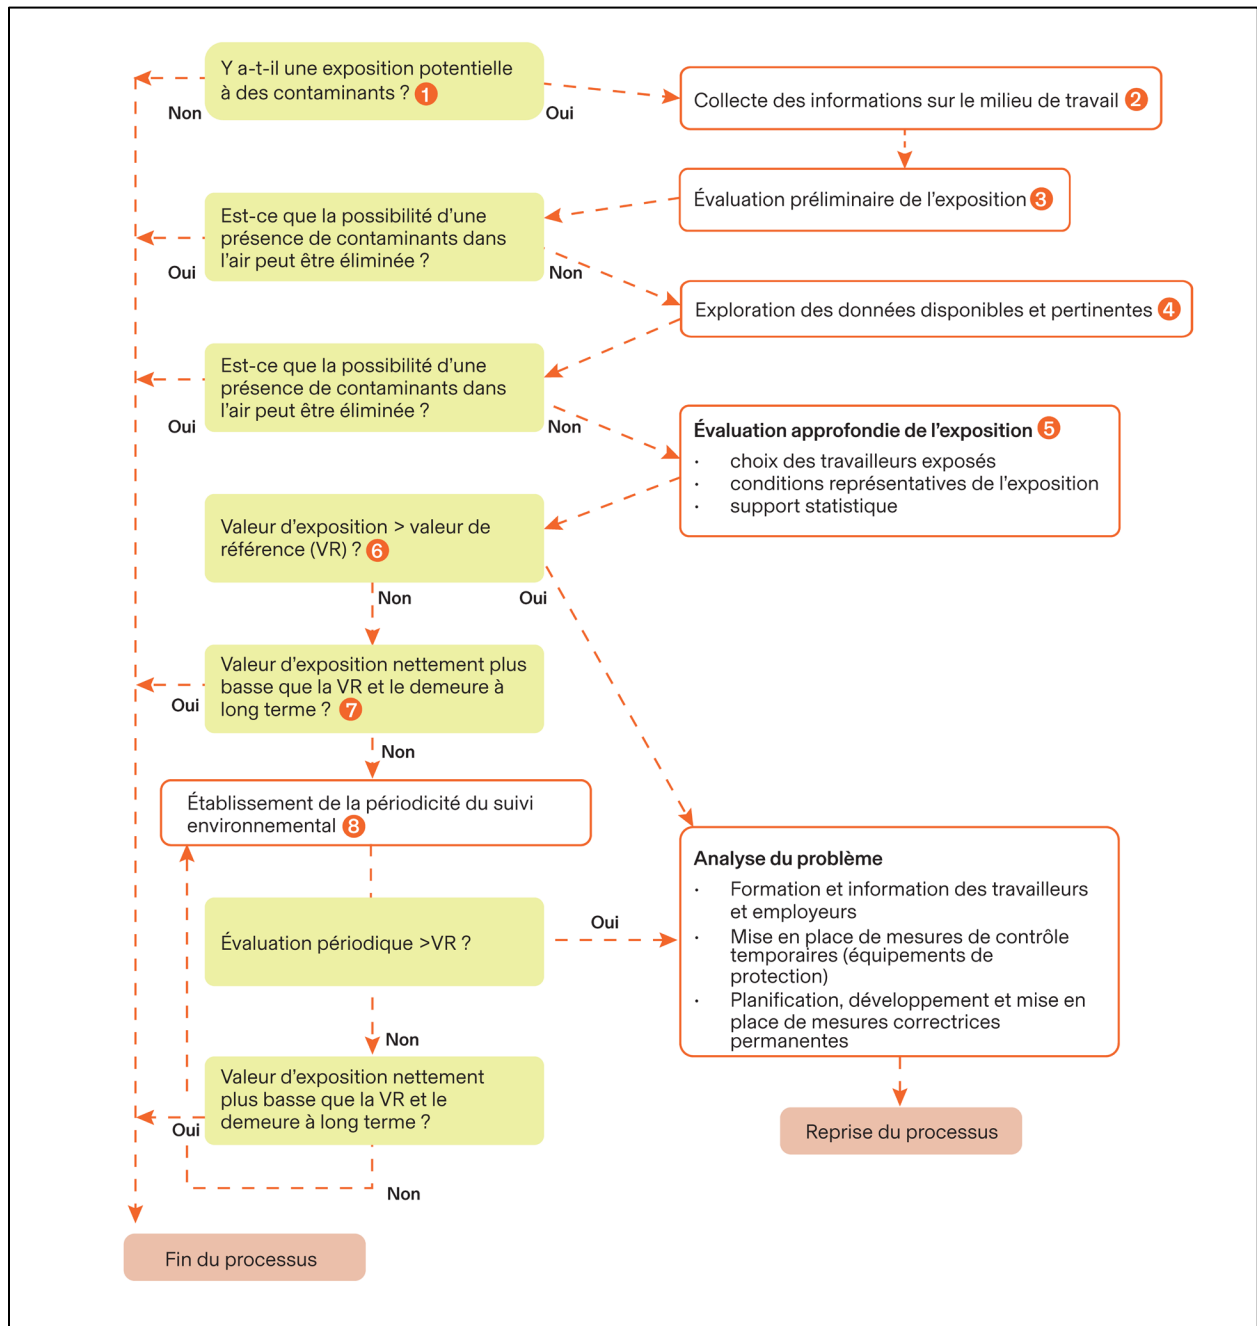 Y a-t-il une exposition potentielle
à des contaminants ? 1
Non
Oui
Collecte des informations sur le milieu de travail 2
Évaluation préliminaire de l’exposition 3
Est-ce que la possibilité d’une
présence de contaminants dans
l’air peut être éliminée ?
Oui
Non
Exploration des données disponibles et pertinentes 4
Est-ce que la possibilité d’une
présence de contaminants dans
l’air peut être éliminée ?
Oui
Non
Évaluation approfondie de l’exposition 5
· choix des travailleurs exposés
· conditions représentatives de l’exposition
· support statistique
Valeur d’exposition > valeur de
référence (VR) ? 6
Non
Oui
Valeur d’exposition nettement plus
basse que la VR et le demeure à
long terme ? 7
Oui
Non
Établissement de la périodicité du suivi
environnemental 8
Évaluation périodique >VR ?
Oui
Non
Analyse du problème
· Formation et information des travailleurs
et employeurs
· Mise en place de mesures de contrôle
temporaires (équipements de
protection)
· Planification, développement et mise en
place de mesures correctrices
permanentes
Valeur d’exposition nettement
plus basse que la VR et le
demeure à long terme ?
Oui
Non
Reprise du processus
Fin du processus